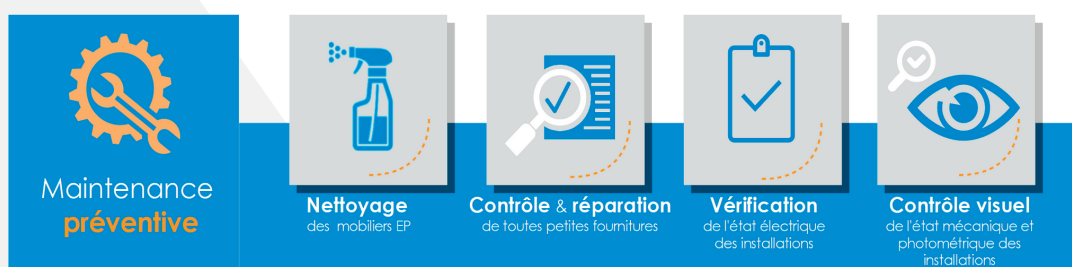 Maintenance
préventive
Nettoyage
des mobiliers EP
Contrôle & réparation
de toutes petites fournitures
Vérification
de l'état électrique
des installations
Contrôle visuel
de l'état mécanique et
photométrique des
installations